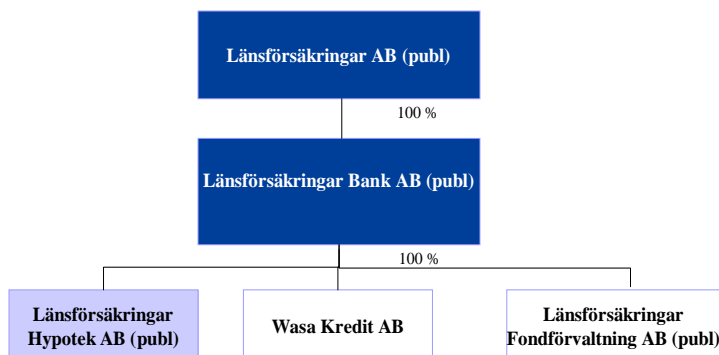 Länsförsäkringar AB (publ)
100 %
Länsförsäkringar Bank AB (publ)
100 %
Länsförsäkringar
Hypotek AB (publ)
Wasa Kredit AB
Länsförsäkringar
Fondförvaltning AB (publ)